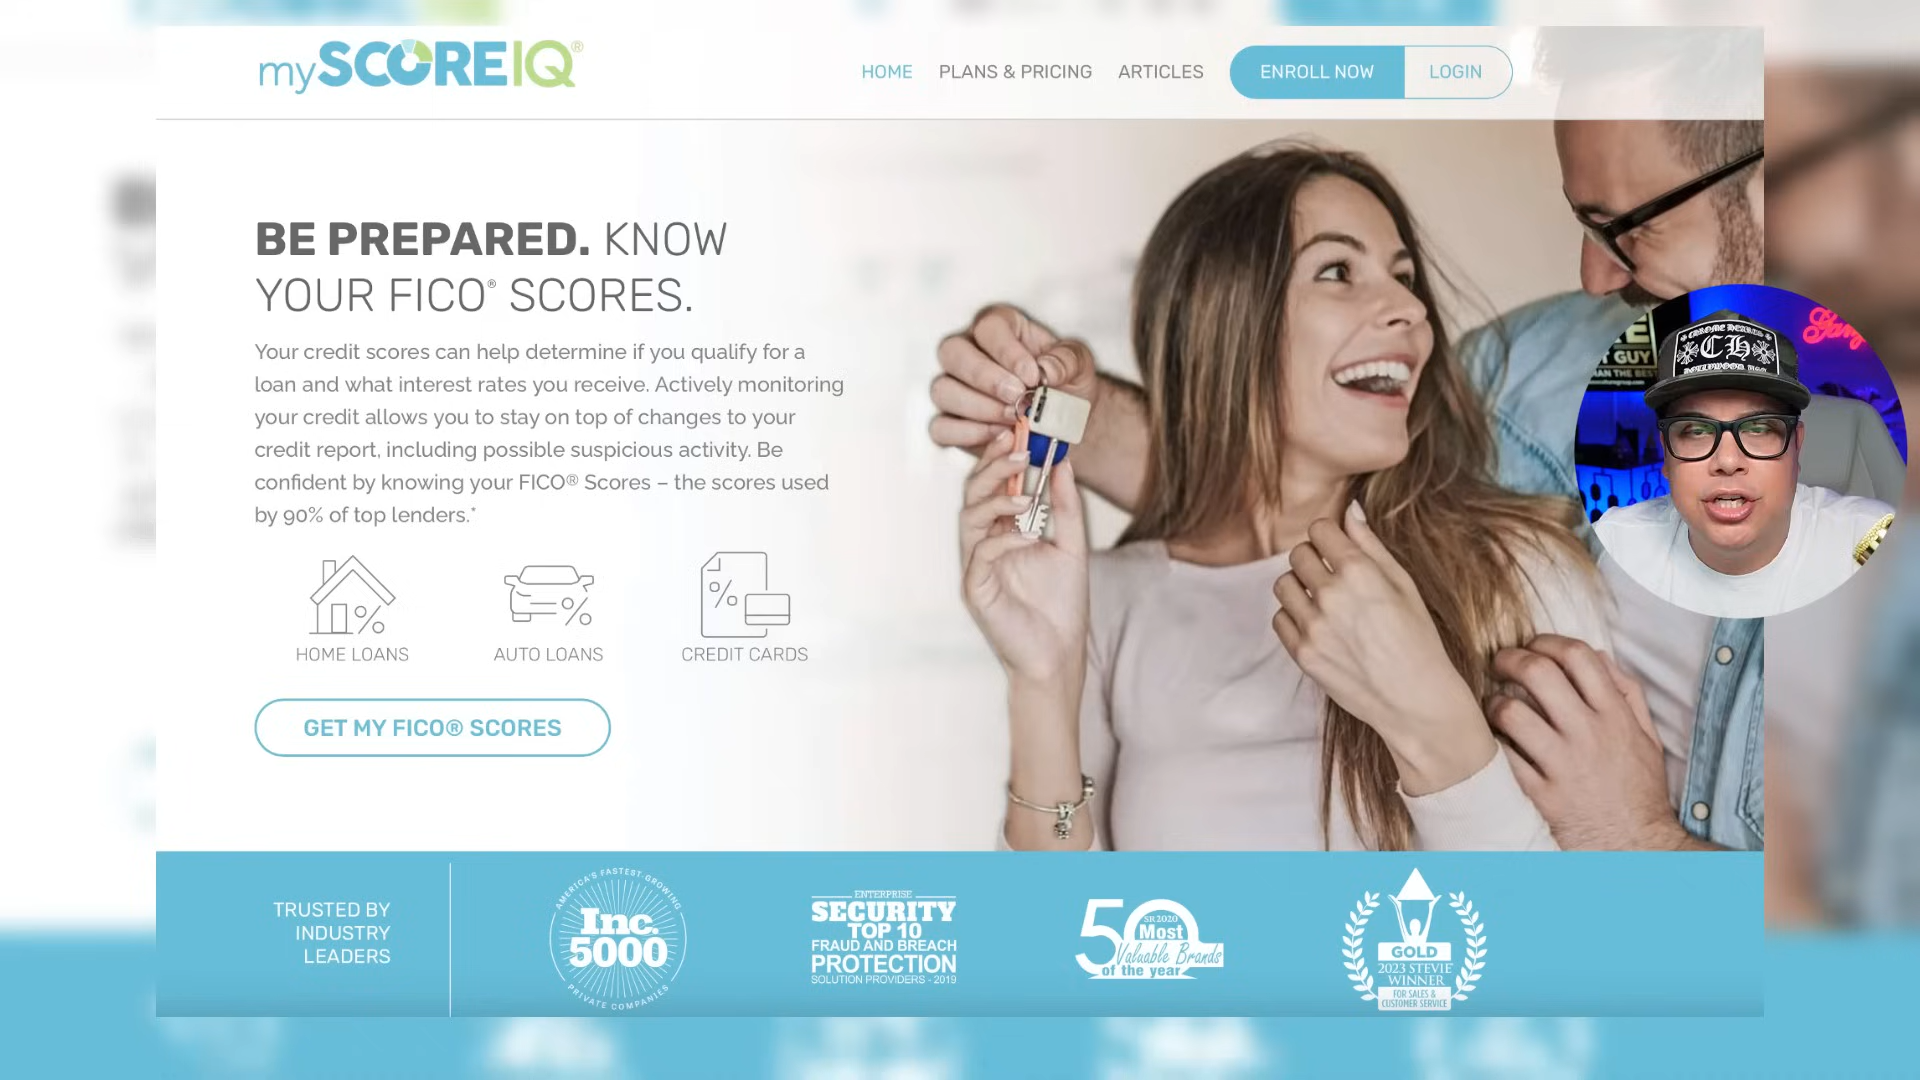 mySCOREIQ®
HOME PLANS & PRICING ARTICLES ENROLL NOW LOGIN
BE PREPARED. KNOW
YOUR FICO® SCORES.
Your credit scores can help determine if you qualify for a
loan and what interest rates you receive. Actively monitoring
your credit allows you to stay on top of changes to your
credit report, including possible suspicious activity. Be
confident by knowing your FICO® Scores – the scores used
by 90% of top lenders.*
HOME LOANS AUTO LOANS CREDIT CARDS
GET MY FICO® SCORES
GUY
CHROME HEARTS
CH
HOLLYWOOD
TRUSTED BY
INDUSTRY
LEADERS
AMERICA'S FASTEST-GROWING
Inc.
5000
PRIVATE COMPANIES
ENTERPRISE
SECURITY
TOP 10
FRAUD AND BREACH
PROTECTION
SOLUTION PROVIDERS - 2019
50
SR 2020
Most
Valuable Brands
of the year
GOLD
2023 STEVIE
WINNER
FOR SALES &
CUSTOMER SERVICE